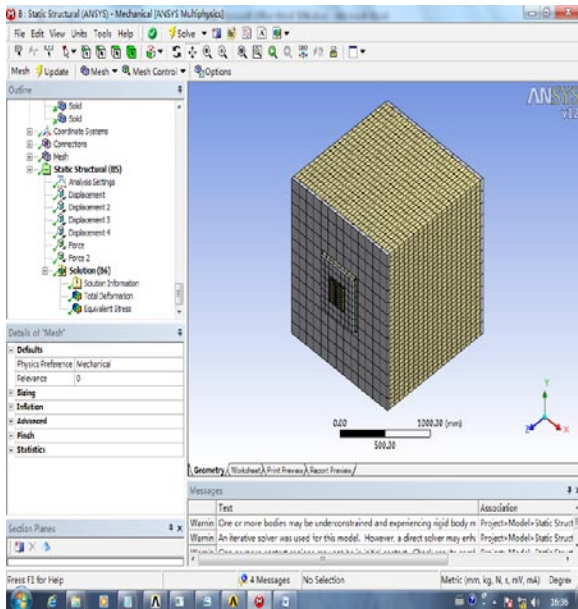 B : Static Structural (ANSYS) - Mechanical [ANSYS Multiphysics]
File Edit View Units Tools Help Solve
Mesh Update Mesh Mesh Control Options
Outline
Solid
Solid
Coordinate Systems
Connections
Mesh
Static Structural (B5)
Analysis Settings
Displacement
Displacement 2
Displacement 3
Displacement 4
Force
Force 2
Solution (B6)
Solution Information
Total Deformation
Equivalent Stress
Details of "Mesh"
Defaults
Physics Preference Mechanical
Relevance 0
Sizing
Inflation
Advanced
Pinch
Statistics
Section Planes
ANSYS
v12
0.00 1000.00 (mm)
500.00
Y
Z X
Geometry Worksheet Print Preview Report Preview
Messages
Text Association
Warnin One or more bodies may be underconstrained and experiencing rigid body m Project>Model>Static Struct
Warnin An iterative solver was used for this model. However, a direct solver may enh Project>Model>Static Struct
Press F1 for Help 4 Messages No Selection Metric (mm, kg, N, s, mV, mA) Degre
16:36